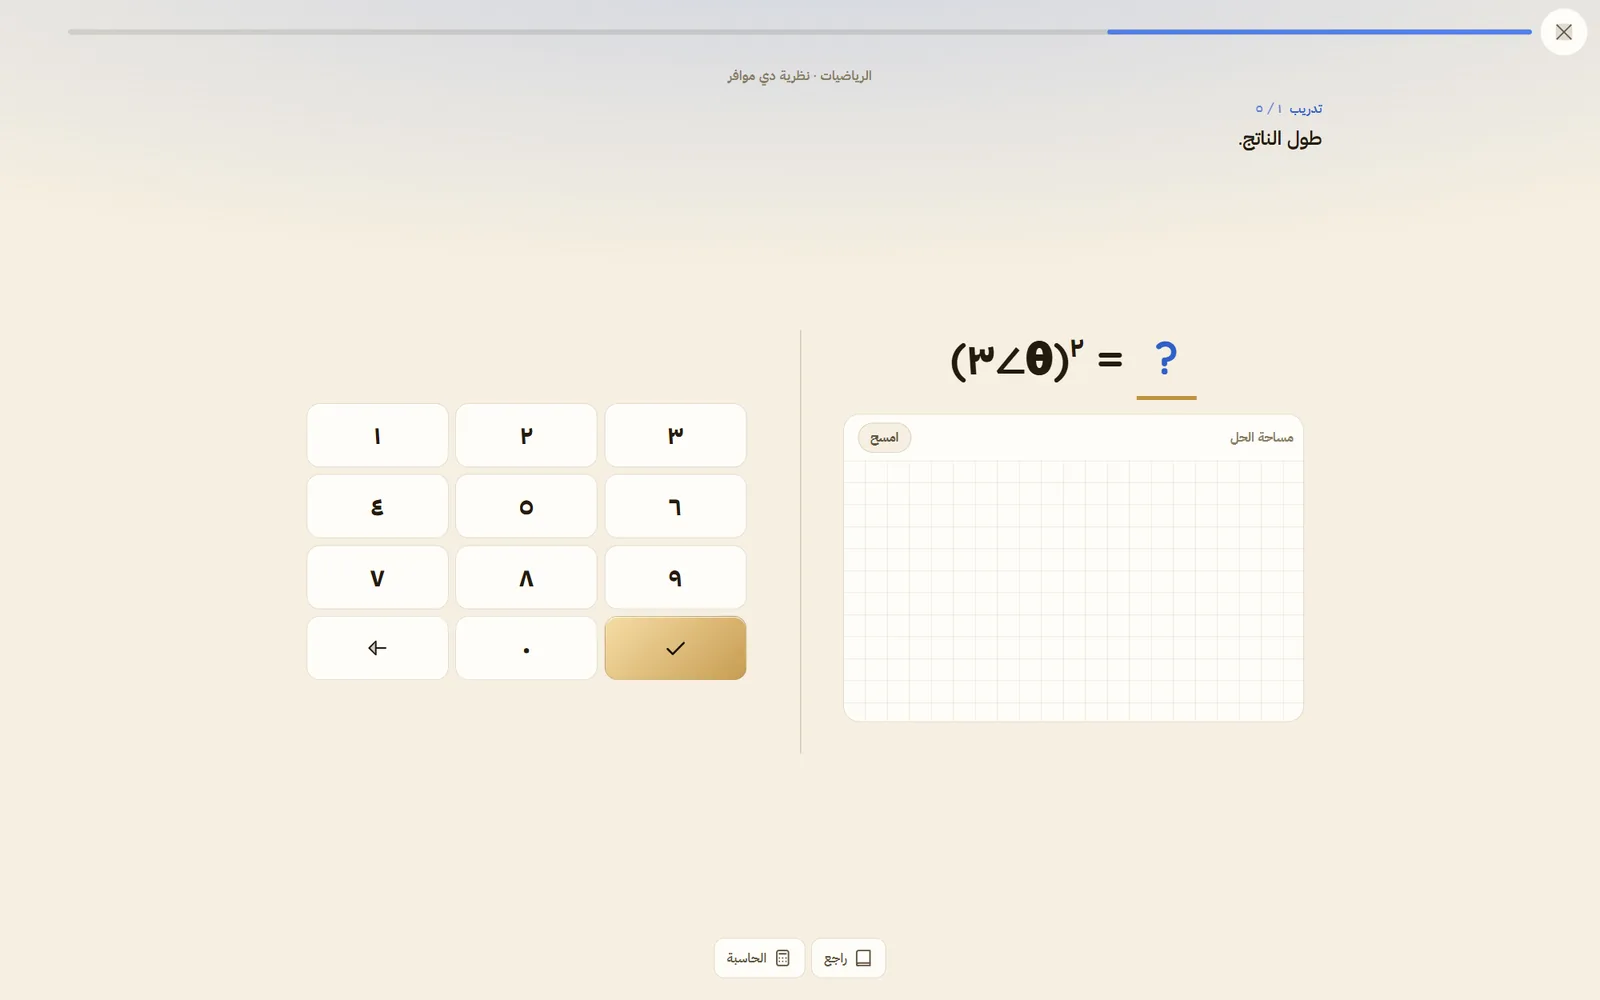 الرياضيات · نظرية دي موافر
تدريب ١ / ٥
طول الناتج.
(٣∠θ)٢ = ?
مساحة الحل
امسح
١ ٢ ٣
٤ ٥ ٦
٧ ٨ ٩
٠
راجع
الحاسبة